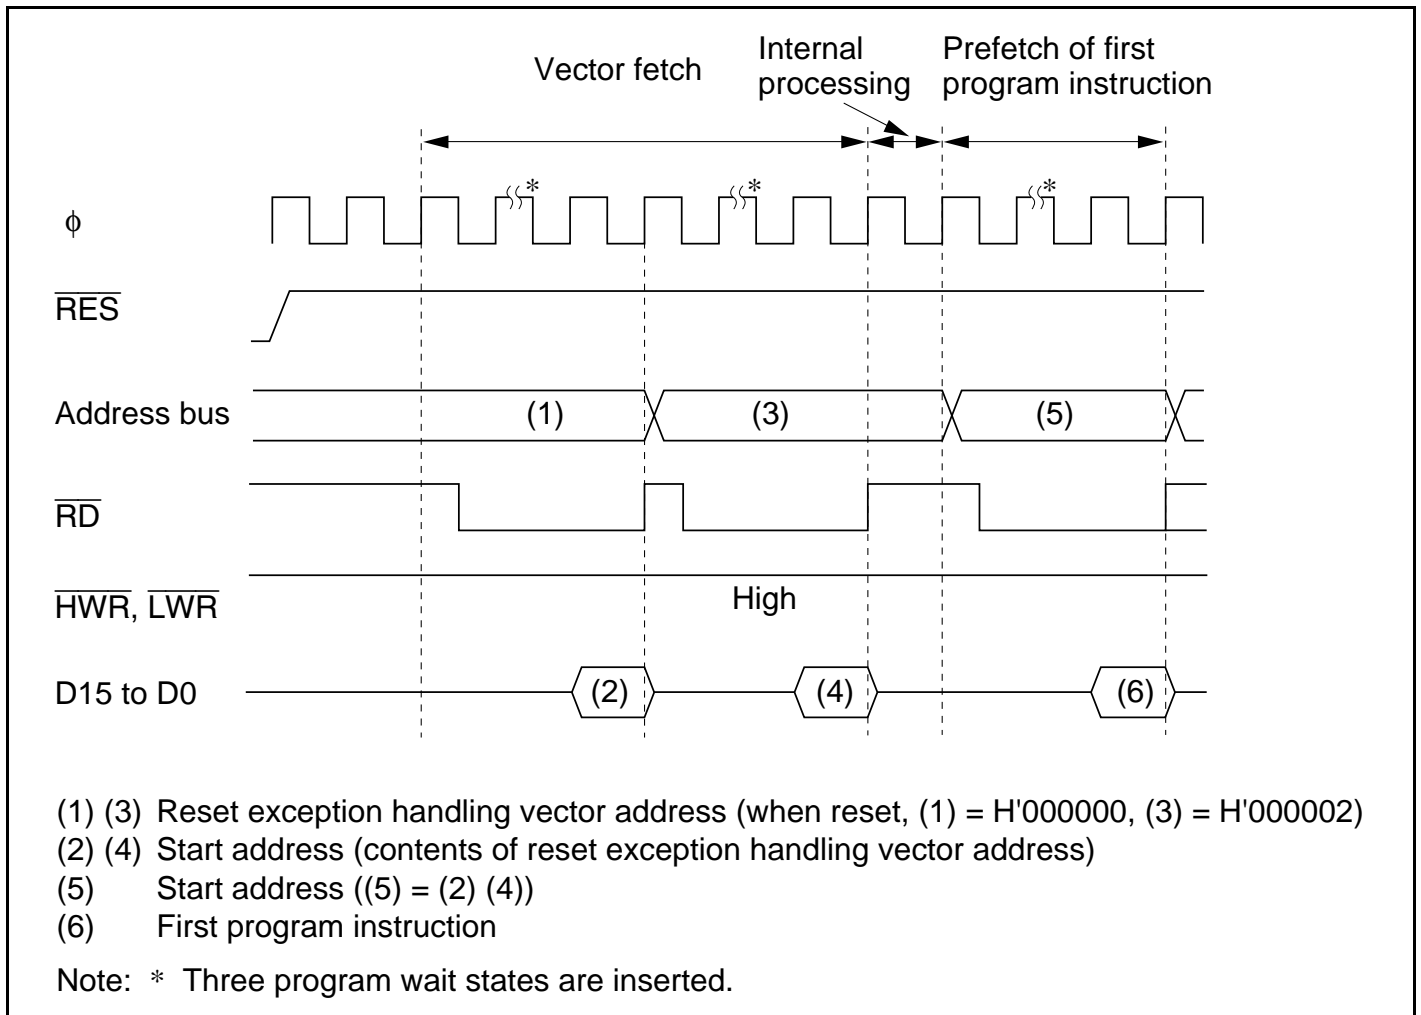 Vector fetch
Internal processing
Prefetch of first program instruction
* * *
ϕ
RES
Address bus (1) (3) (5)
RD
HWR, LWR High
D15 to D0 (2) (4) (6)
(1) (3) Reset exception handling vector address (when reset, (1) = H'000000, (3) = H'000002)
(2) (4) Start address (contents of reset exception handling vector address)
(5) Start address ((5) = (2) (4))
(6) First program instruction
Note: * Three program wait states are inserted.